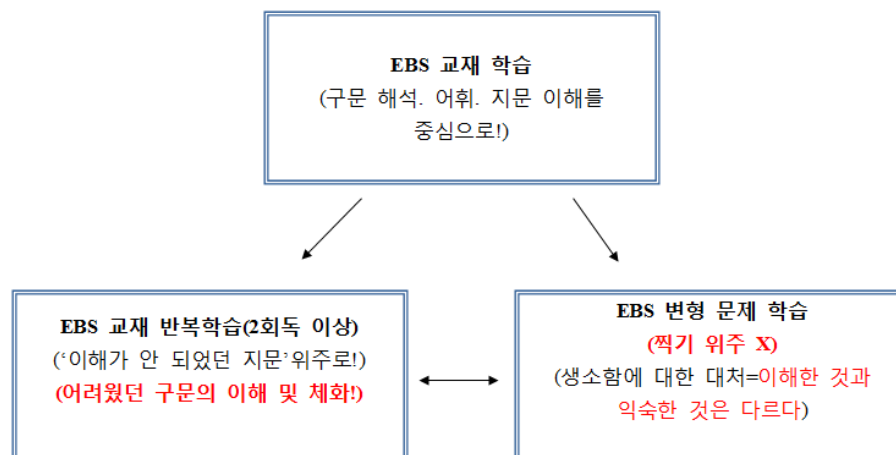 EBS 교재 학습
(구문 해석. 어휘. 지문 이해를
중심으로!)
EBS 교재 반복학습(2회독 이상)
(‘이해가 안 되었던 지문’위주로!)
(어려웠던 구문의 이해 및 체화!)
EBS 변형 문제 학습
(찍기 위주 X)
(생소함에 대한 대처=이해한 것과
익숙한 것은 다르다)